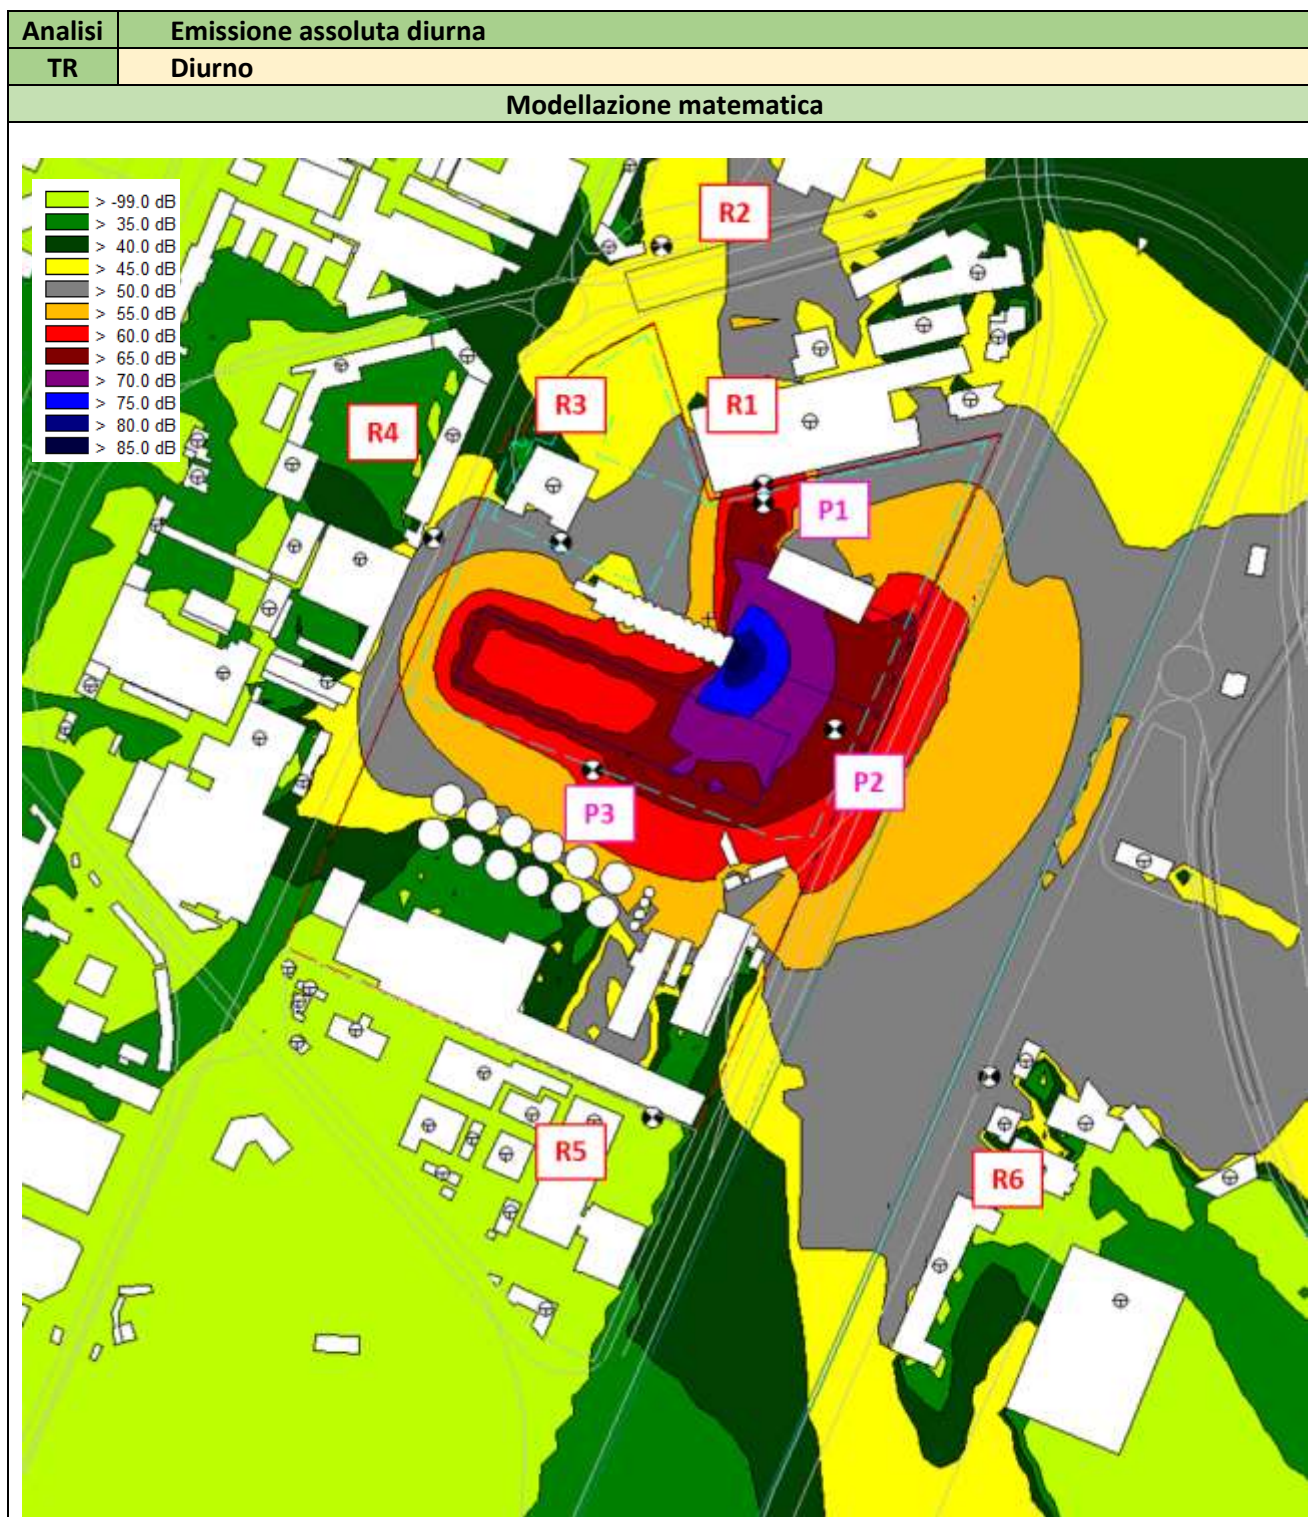 Analisi Emissione assoluta diurna
TR Diurno
Modellazione matematica
> -99.0 dB
> 35.0 dB
> 40.0 dB
> 45.0 dB
> 50.0 dB
> 55.0 dB
> 60.0 dB
> 65.0 dB
> 70.0 dB
> 75.0 dB
> 80.0 dB
> 85.0 dB
R2
R3
R1
R4
P1
P2
P3
R5
R6